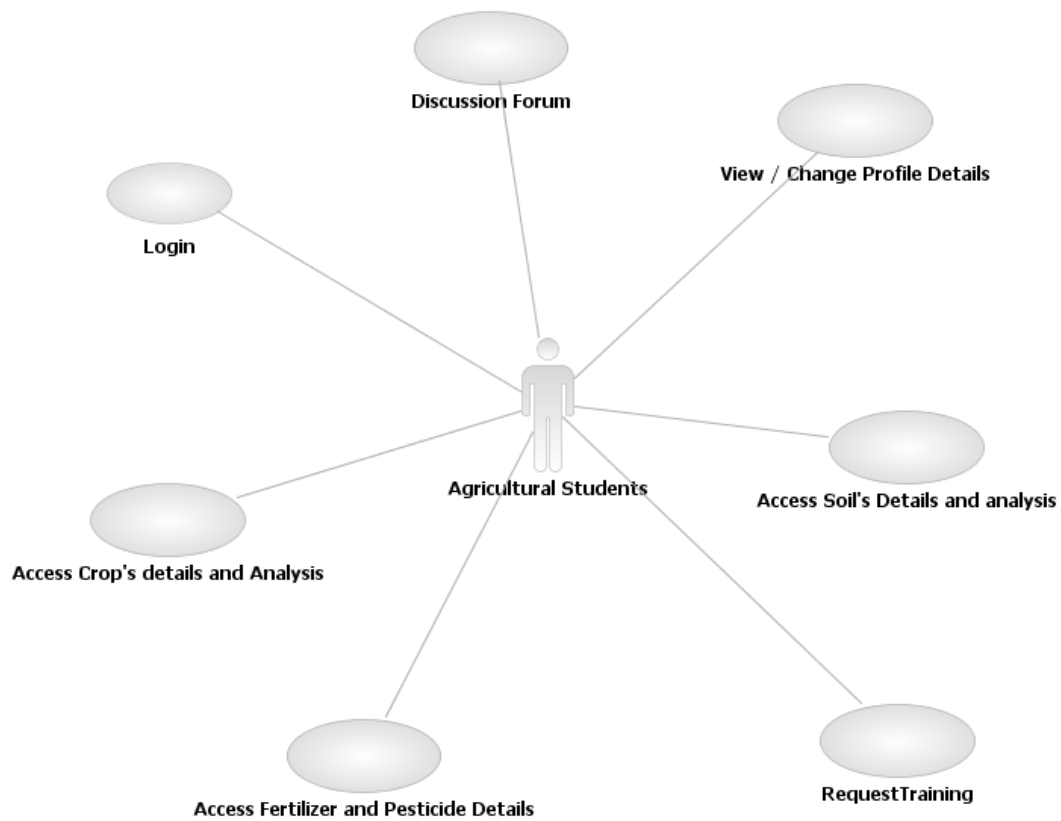 Discussion Forum
View / Change Profile Details
Login
Agricultural Students
Access Soil's Details and analysis
Access Crop's details and Analysis
RequestTraining
Access Fertilizer and Pesticide Details